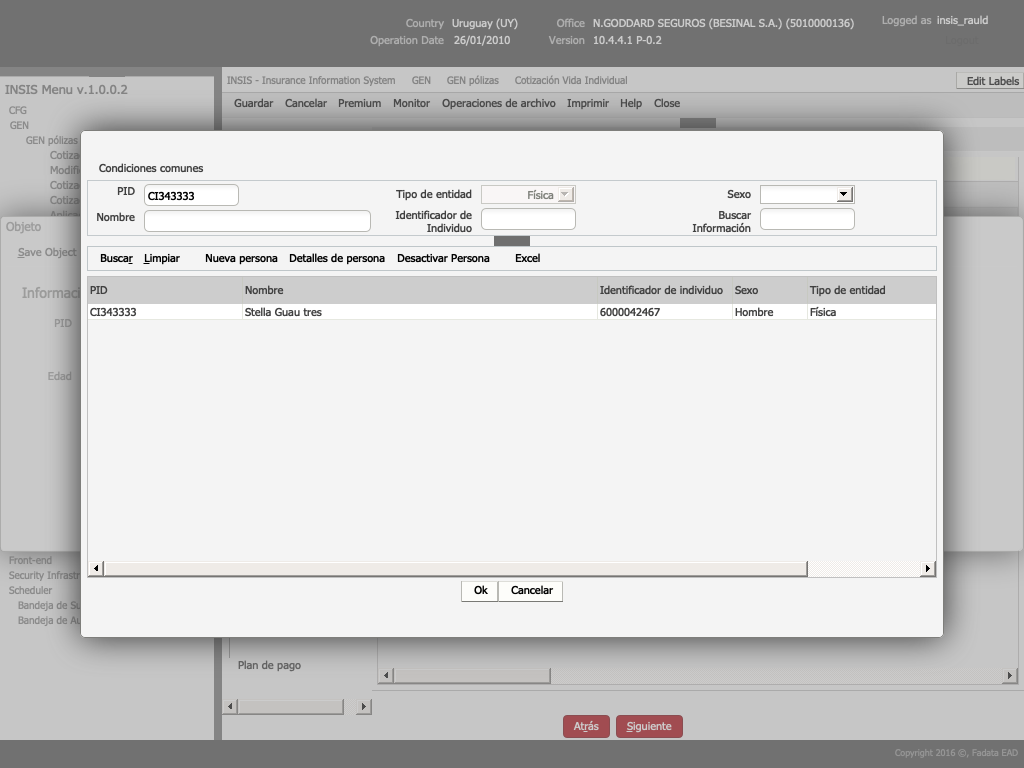 Country Uruguay (UY) Office N.GODDARD SEGUROS (BESINAL S.A.) (5010000136) Logged as insis_rauld
Operation Date 26/01/2010 Version 10.4.4.1 P-0.2
INSIS - Insurance Information System GEN GEN pólizas Cotización Vida Individual Edit Labels
INSIS Menu v.1.0.0.2
Guardar Cancelar Premium Monitor Operaciones de archivo Imprimir Help Close
CFG
GEN
GEN pólizas
Cotiza
Modifi
Cotiza
Cotiza
Objeto
Save Object
Informaci
PID
Edad
Condiciones comunes
PID CI343333 Tipo de entidad Física Sexo
Nombre Identificador de Individuo Buscar Información
Buscar Limpiar Nueva persona Detalles de persona Desactivar Persona Excel
PID Nombre Identificador de individuo Sexo Tipo de entidad
CI343333 Stella Guau tres 6000042467 Hombre Física
Ok Cancelar
Front-end
Security Infrastr
Scheduler
Bandeja de Su
Bandeja de Au
Plan de pago
Atrás Siguiente
Copyright 2016 ©, Fadata EAD